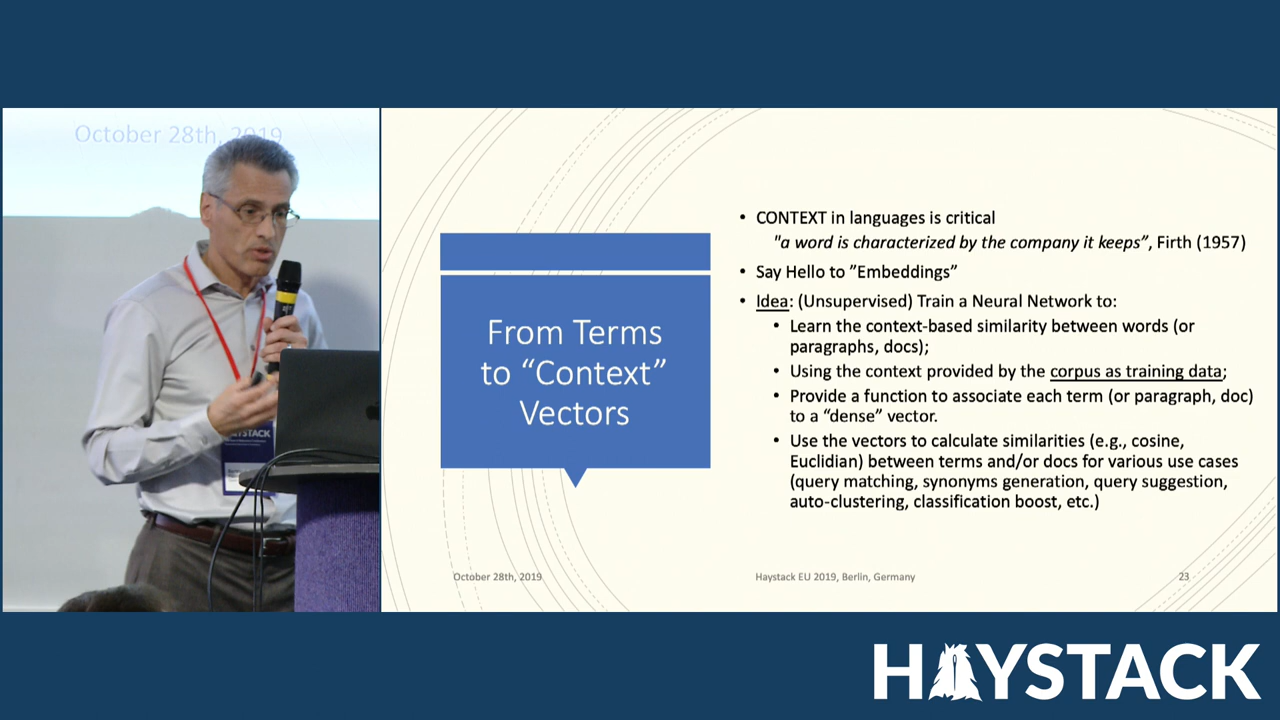 October 28th, 2019
HAYSTACK
From Terms
to “Context”
Vectors
• CONTEXT in languages is critical
"a word is characterized by the company it keeps”, Firth (1957)
• Say Hello to ”Embeddings”
• Idea: (Unsupervised) Train a Neural Network to:
• Learn the context-based similarity between words (or
paragraphs, docs);
• Using the context provided by the corpus as training data;
• Provide a function to associate each term (or paragraph, doc)
to a “dense” vector.
• Use the vectors to calculate similarities (e.g., cosine,
Euclidian) between terms and/or docs for various use cases
(query matching, synonyms generation, query suggestion,
auto-clustering, classification boost, etc.)
October 28th, 2019
Haystack EU 2019, Berlin, Germany
23
HAYSTACK